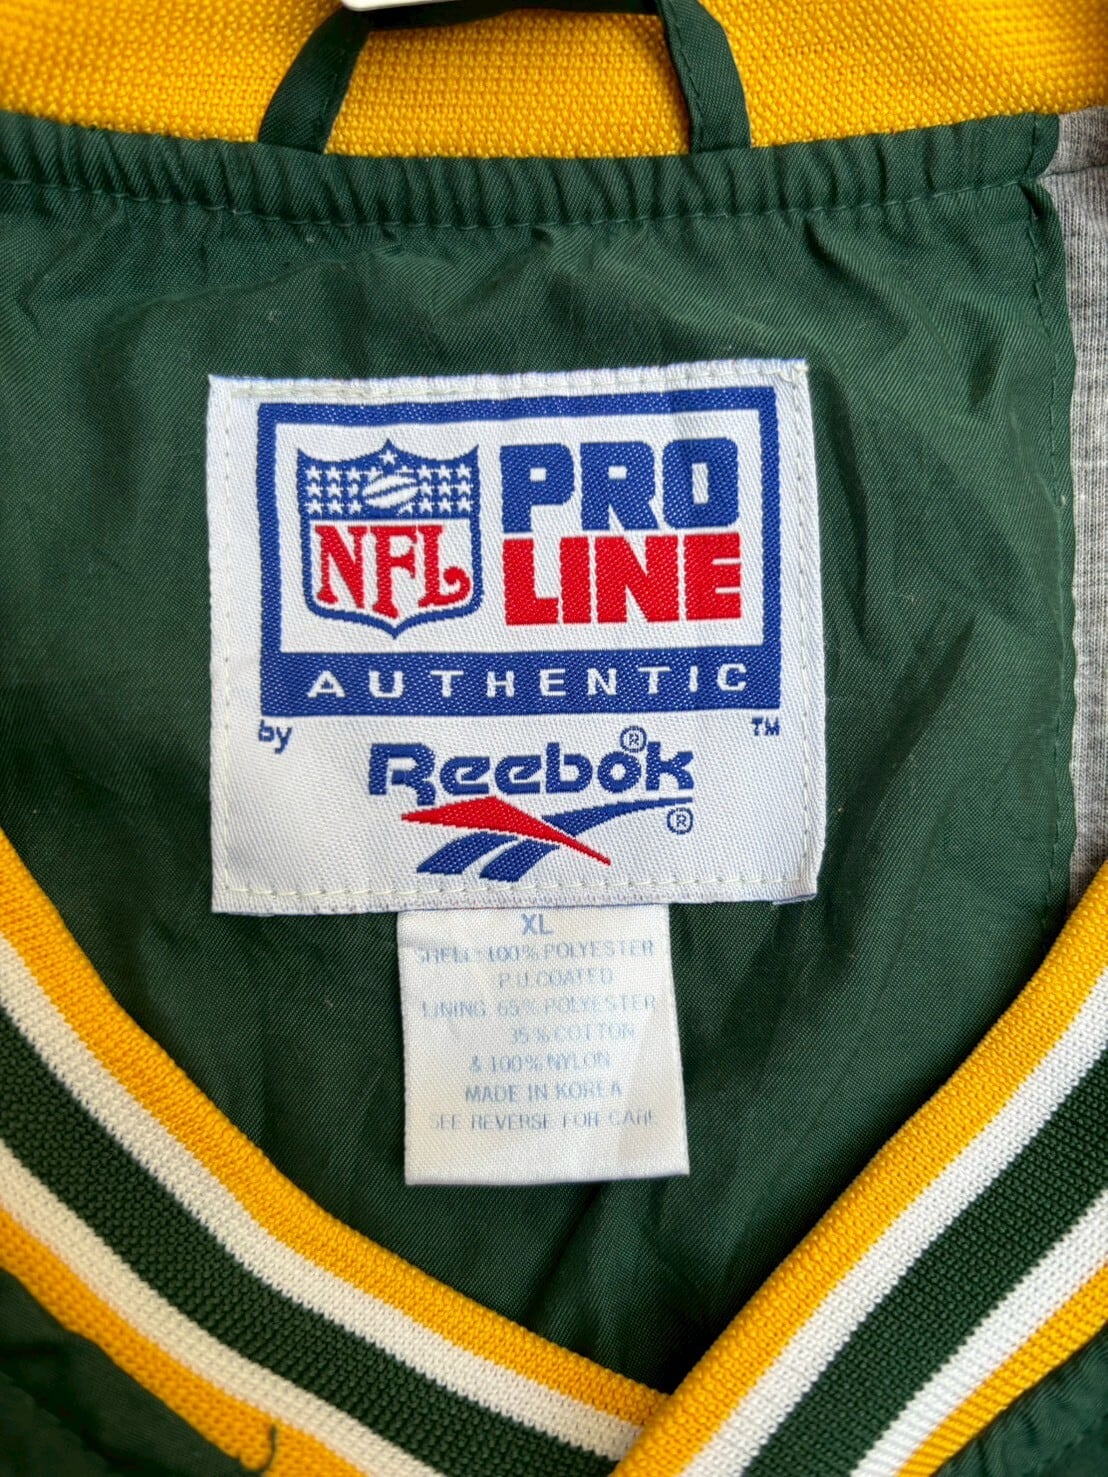 NFL
PRO
LINE
AUTHENTIC
by
TM
Reebok®
®
XL
SHELL: 100% POLYESTER
P.U.COATED
LINING 65% POLYESTER
35% COTTON
& 100% NYLON
MADE IN KOREA
SEE REVERSE FOR CARE